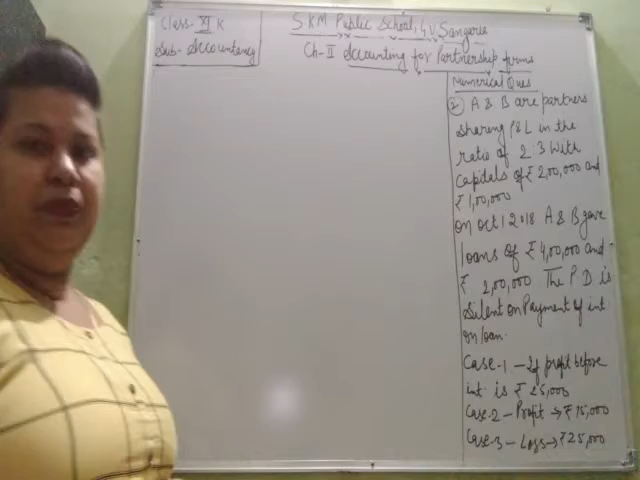 Class- XI K
Sub- Accountancy
S KM Public School, G.V, Sangeria
Ch-II Accounting for Partnership firms
Numerical Ques
A & B are partners
sharing P&L in the
ratio of 2:3 with
capitals of ₹ 2,00,000 and
₹ 1,00,000
on oct 1 2018 A & B gave
loans of ₹ 4,00,000 and
₹ 2,00,000 The P D is
silent on Payment of int
on loan.
Case-1 - If profit before
int. is ₹ 25,000
Case-2 - Profit → ₹ 15,000
Case-3 - Loss → ₹ 25,000